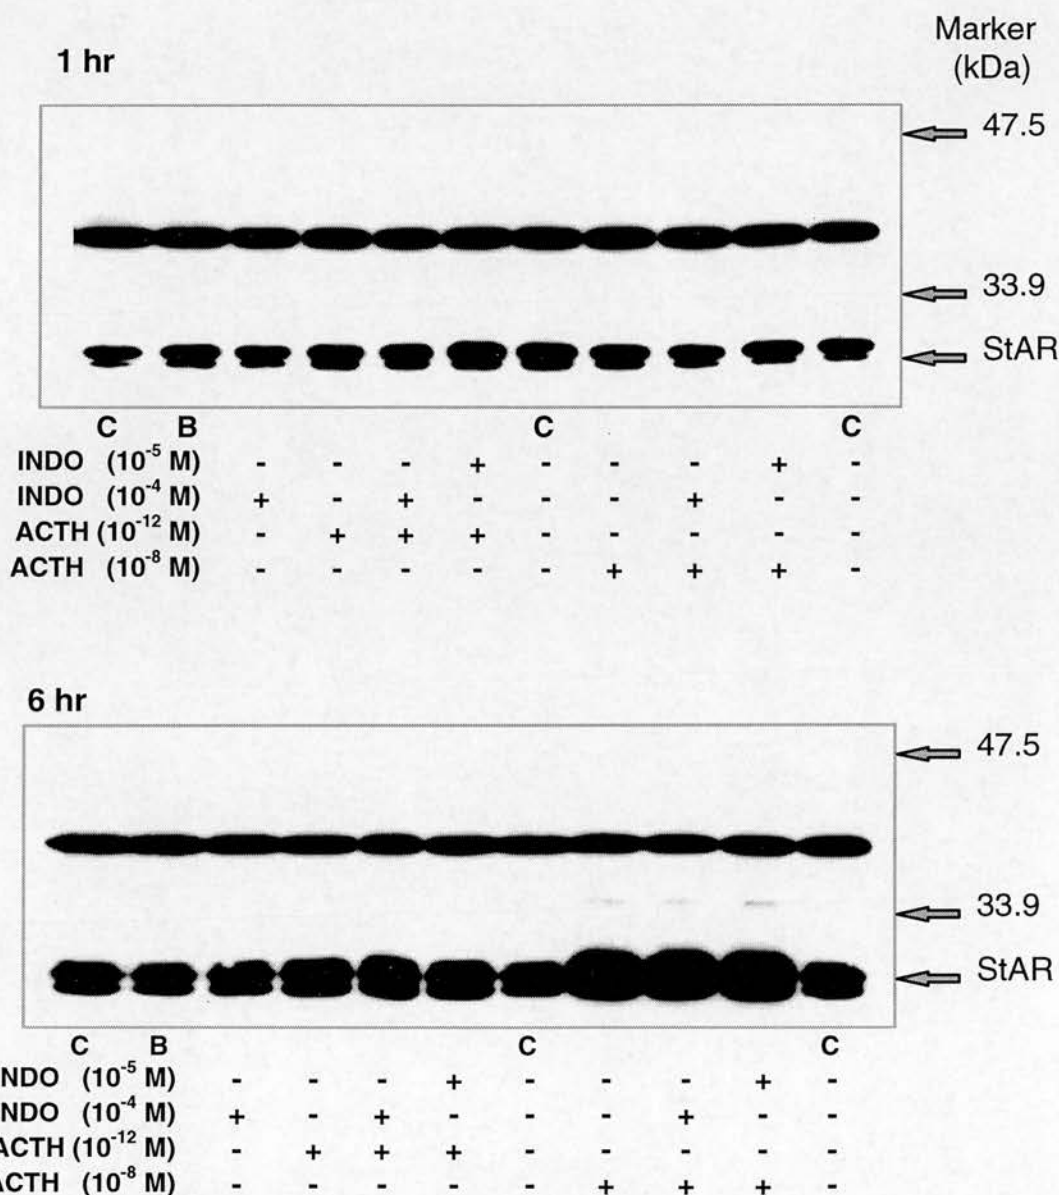 Marker
(kDa)
1 hr
47.5
33.9
StAR
C B C C
INDO (10⁻⁵ M) - - - + - - - + -
INDO (10⁻⁴ M) + - + - - - + - -
ACTH (10⁻¹² M) - + + + - - - - -
ACTH (10⁻⁸ M) - - - - - + + + -
6 hr
47.5
33.9
StAR
C B C C
NDO (10⁻⁵ M) - - - + - - - + -
NDO (10⁻⁴ M) + - + - - - + - -
ACTH (10⁻¹² M) - + + + - - - - -
ACTH (10⁻⁸ M) - - - - - + + + -